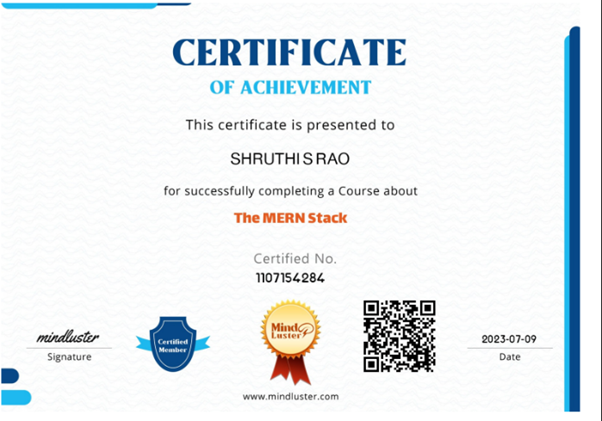 CERTIFICATE
OF ACHIEVEMENT
This certificate is presented to
SHRUTHI S RAO
for successfully completing a Course about
The MERN Stack
Certified No.
1107154284
mindluster
Signature
Certified
Member
Mind
Luster
2023-07-09
Date
www.mindluster.com